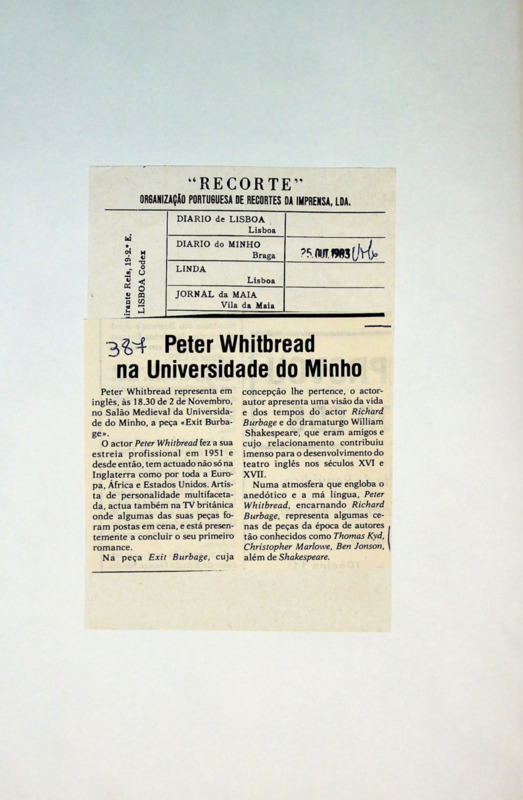 “RECORTE”
ORGANIZAÇÃO PORTUGUESA DE RECORTES DA IMPRENSA, LDA.
irante Reis, 19-2.º E.
LISBOA Codex
DIARIO de LISBOA
Lisboa
DIARIO do MINHO
Braga
25. OUT. 1983
LINDA
Lisboa
JORNAL da MAIA
Vila da Maia
387
Peter Whitbread
na Universidade do Minho
Peter Whitbread representa em
inglês, às 18.30 de 2 de Novembro,
no Salão Medieval da Universida-
de do Minho, a peça «Exit Burba-
ge».
O actor Peter Whitbread fez a sua
estreia profissional em 1951 e
desde então, tem actuado não só na
Inglaterra como por toda a Euro-
pa, África e Estados Unidos. Artis-
ta de personalidade multifaceta-
da, actua também na TV britânica
onde algumas das suas peças fo-
ram postas em cena, e está presen-
temente a concluir o seu primeiro
romance.
Na peça Exit Burbage, cuja
concepção lhe pertence, o actor-
autor apresenta uma visão da vida
e dos tempos do actor Richard
Burbage e do dramaturgo William
Shakespeare, que eram amigos e
cujo relacionamento contribuiu
imenso para o desenvolvimento do
teatro inglês nos séculos XVI e
XVII.
Numa atmosfera que engloba o
anedótico e a má língua, Peter
Whitbread, encarnando Richard
Burbage, representa algumas ce-
nas de peças da época de autores
tão conhecidos como Thomas Kyd,
Christopher Marlowe, Ben Jonson,
além de Shakespeare.